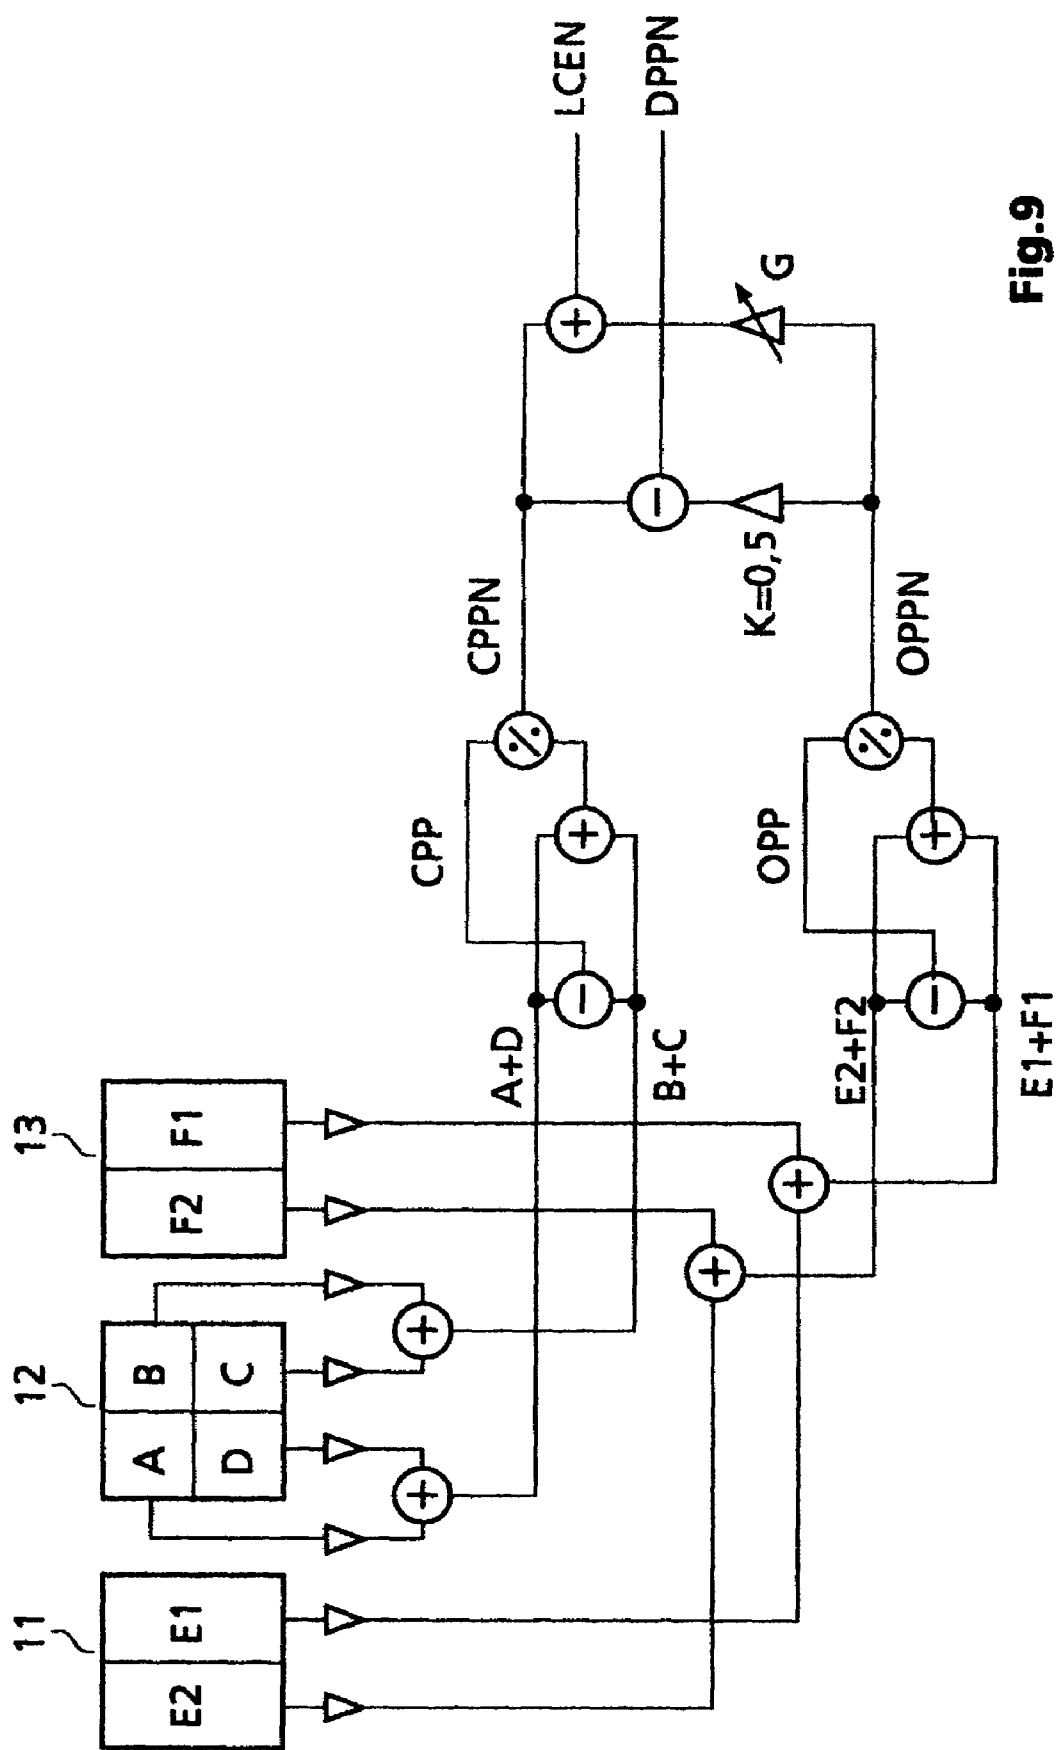 11
12
13
E2
E1
A
B
D
C
F2
F1
A+D
B+C
E2+F2
E1+F1
CPP
OPP
CPPN
OPPN
K=0,5
G
LCEN
DPPN
Fig.9